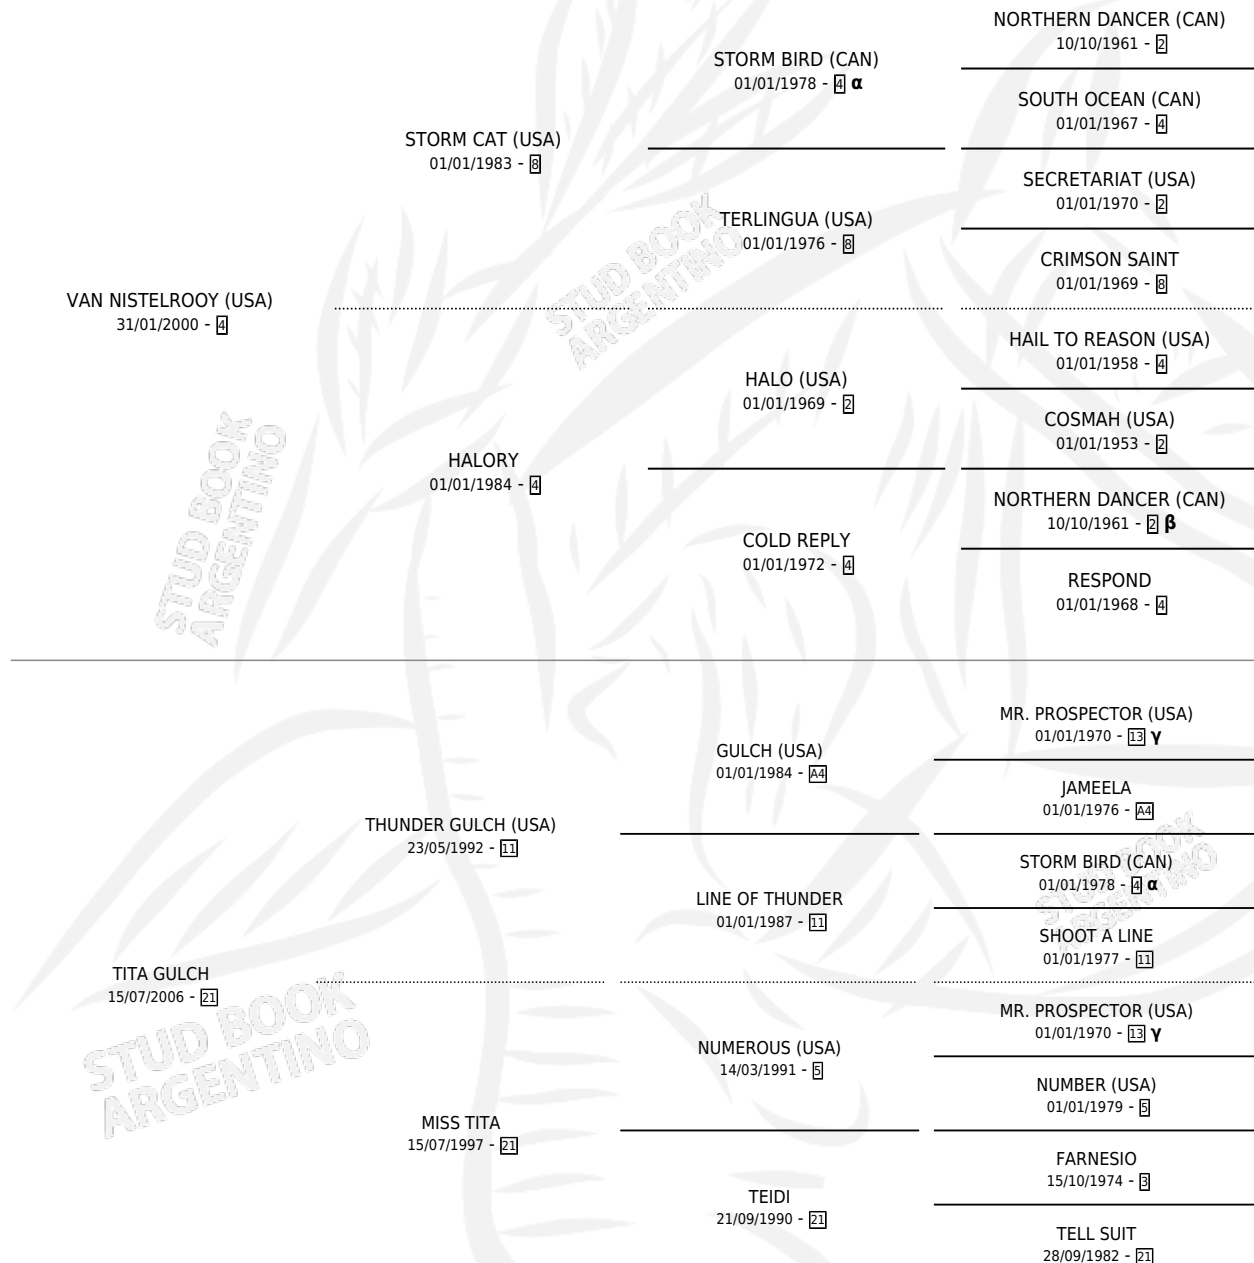 VAN NISTELROOY (USA)
31/01/2000 - 4
STORM CAT (USA)
01/01/1983 - 8
STORM BIRD (CAN)
01/01/1978 - 4 α
NORTHERN DANCER (CAN)
10/10/1961 - 2
SOUTH OCEAN (CAN)
01/01/1967 - 4
TERLINGUA (USA)
01/01/1976 - 8
SECRETARIAT (USA)
01/01/1970 - 2
CRIMSON SAINT
01/01/1969 - 8
HALORY
01/01/1984 - 4
HALO (USA)
01/01/1969 - 2
HAIL TO REASON (USA)
01/01/1958 - 4
COSMAH (USA)
01/01/1953 - 2
COLD REPLY
01/01/1972 - 4
NORTHERN DANCER (CAN)
10/10/1961 - 2 β
RESPOND
01/01/1968 - 4
TITA GULCH
15/07/2006 - 21
THUNDER GULCH (USA)
23/05/1992 - 11
GULCH (USA)
01/01/1984 - A4
MR. PROSPECTOR (USA)
01/01/1970 - 13 γ
JAMEELA
01/01/1976 - A4
LINE OF THUNDER
01/01/1987 - 11
STORM BIRD (CAN)
01/01/1978 - 4 α
SHOOT A LINE
01/01/1977 - 11
MISS TITA
15/07/1997 - 21
NUMEROUS (USA)
14/03/1991 - 5
MR. PROSPECTOR (USA)
01/01/1970 - 13 γ
NUMBER (USA)
01/01/1979 - 5
TEIDI
21/09/1990 - 21
FARNESIO
15/10/1974 - 3
TELL SUIT
28/09/1982 - 21
STUD BOOK
ARGENTINO
STUD BOOK
ARGENTINO
STUD BOOK
ARGENTINO
STUD BOOK
ARGENTINO